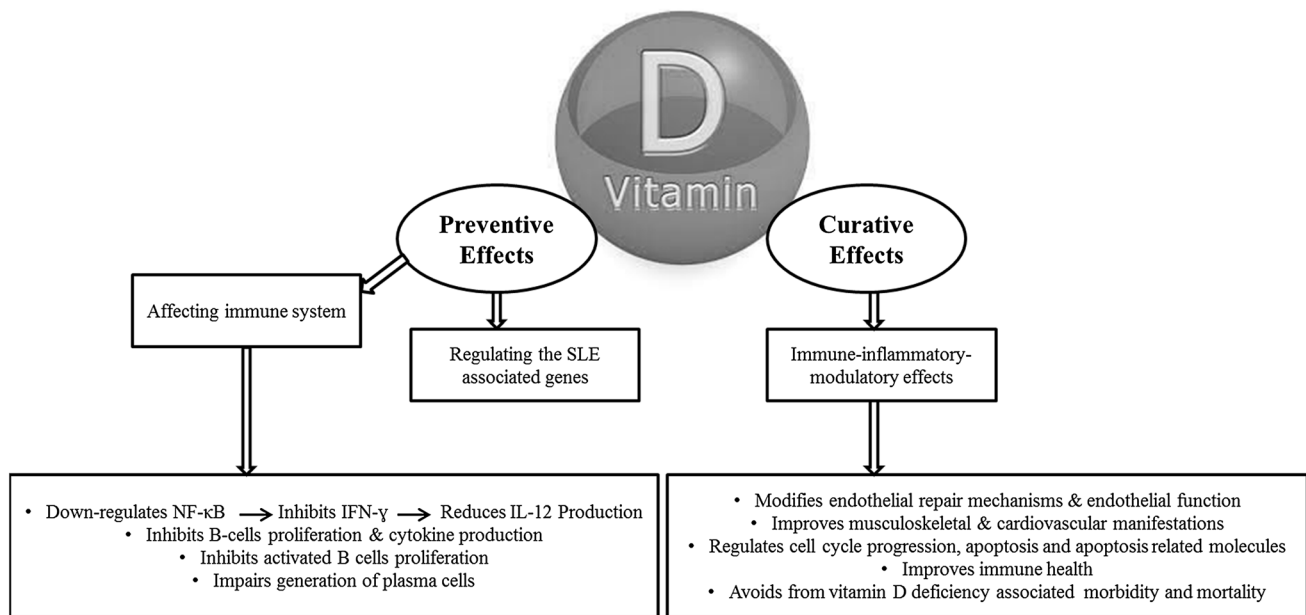 D
Vitamin
Preventive
Effects
Curative
Effects
Affecting immune system
Regulating the SLE
associated genes
Immune-inflammatory-
modulatory effects
• Down-regulates NF-κB → Inhibits IFN-γ → Reduces IL-12 Production
• Inhibits B-cells proliferation & cytokine production
• Inhibits activated B cells proliferation
• Impairs generation of plasma cells
• Modifies endothelial repair mechanisms & endothelial function
• Improves musculoskeletal & cardiovascular manifestations
• Regulates cell cycle progression, apoptosis and apoptosis related molecules
• Improves immune health
• Avoids from vitamin D deficiency associated morbidity and mortality